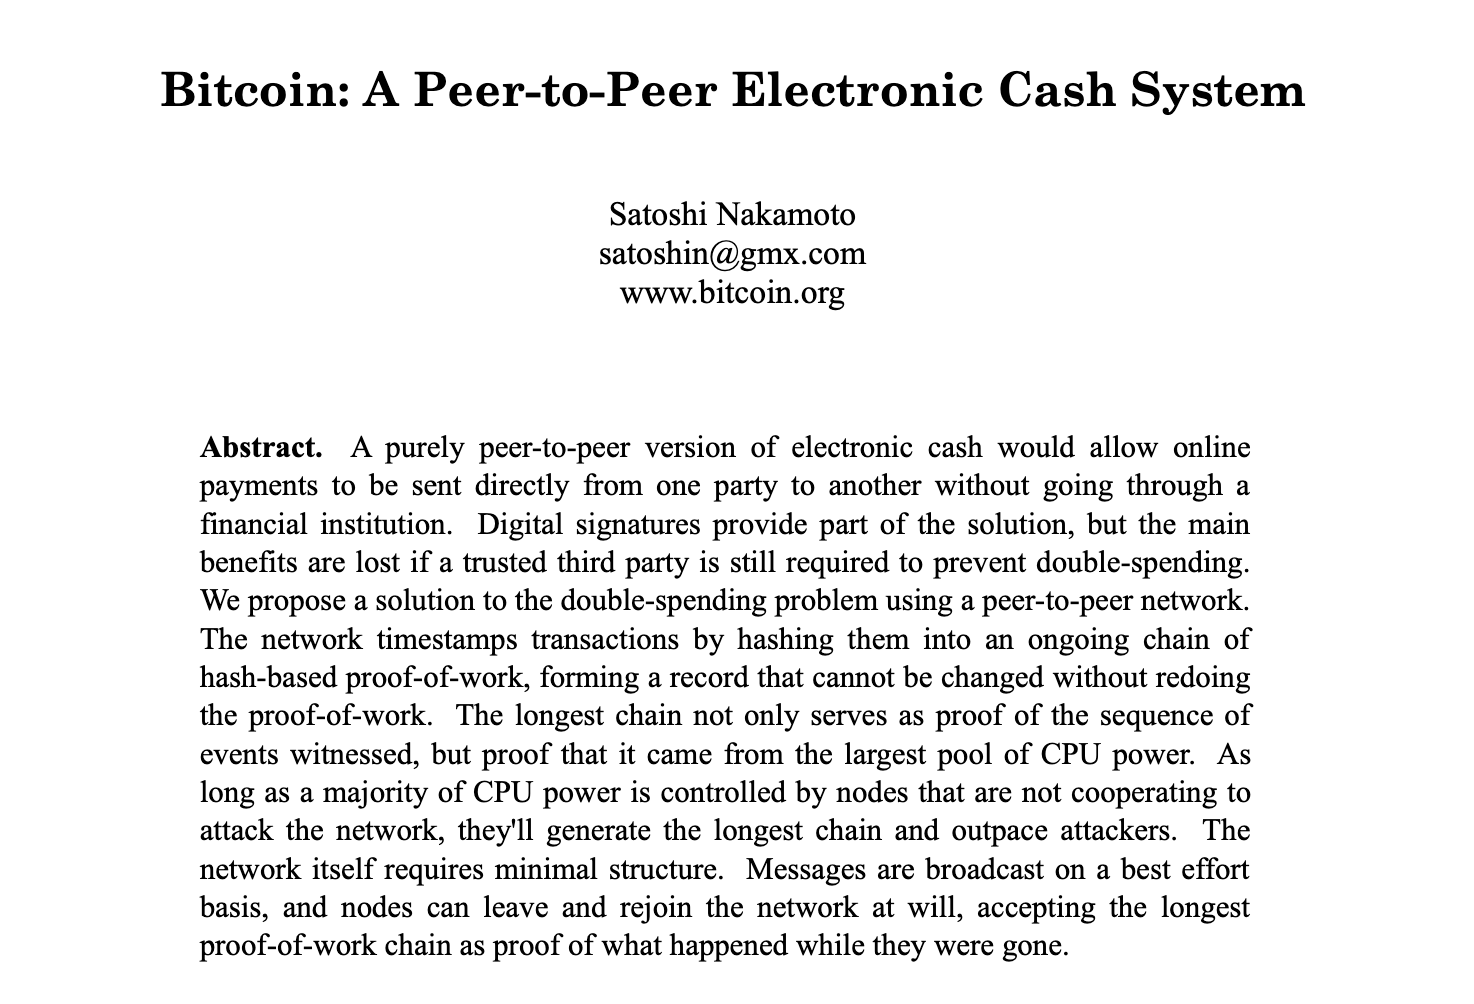 Bitcoin: A Peer-to-Peer Electronic Cash System
Satoshi Nakamoto
satoshin@gmx.com
www.bitcoin.org
Abstract. A purely peer-to-peer version of electronic cash would allow online
payments to be sent directly from one party to another without going through a
financial institution. Digital signatures provide part of the solution, but the main
benefits are lost if a trusted third party is still required to prevent double-spending.
We propose a solution to the double-spending problem using a peer-to-peer network.
The network timestamps transactions by hashing them into an ongoing chain of
hash-based proof-of-work, forming a record that cannot be changed without redoing
the proof-of-work. The longest chain not only serves as proof of the sequence of
events witnessed, but proof that it came from the largest pool of CPU power. As
long as a majority of CPU power is controlled by nodes that are not cooperating to
attack the network, they'll generate the longest chain and outpace attackers. The
network itself requires minimal structure. Messages are broadcast on a best effort
basis, and nodes can leave and rejoin the network at will, accepting the longest
proof-of-work chain as proof of what happened while they were gone.